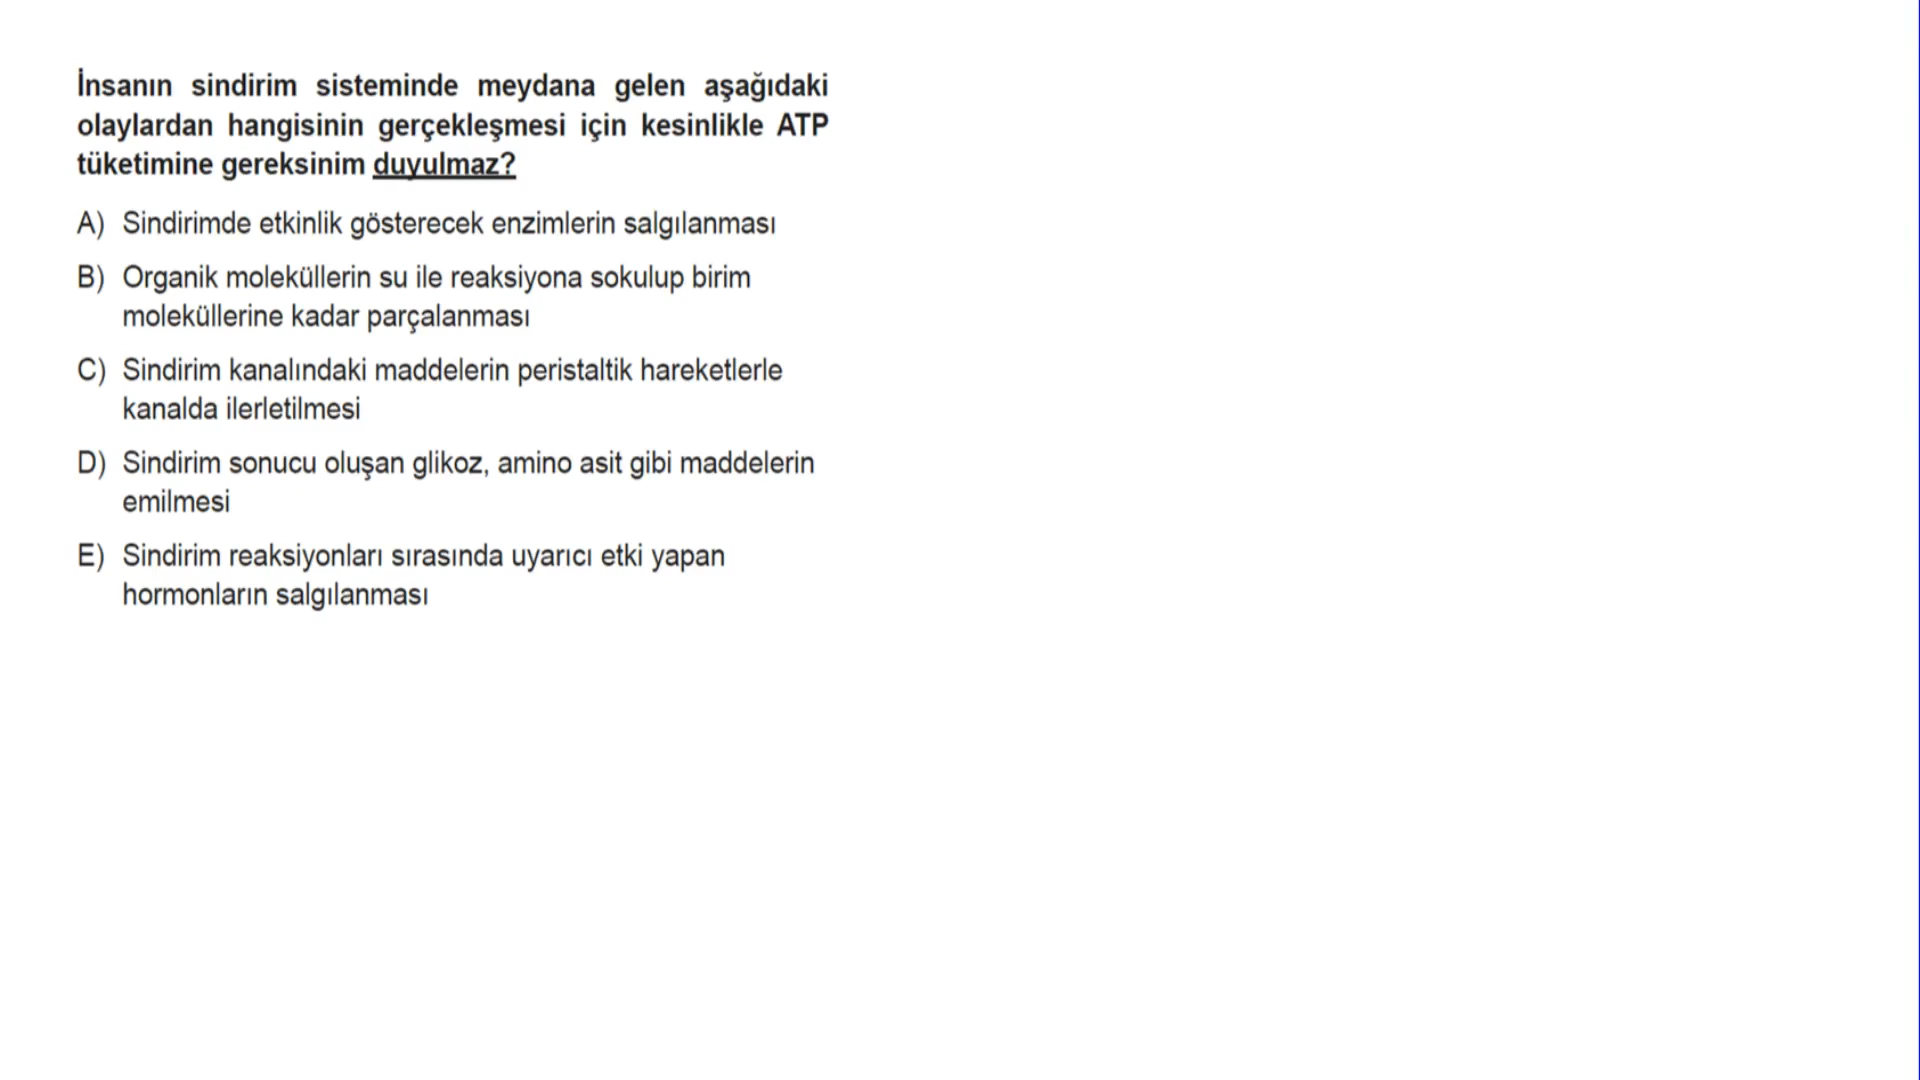 İnsanın sindirim sisteminde meydana gelen aşağıdaki
olaylardan hangisinin gerçekleşmesi için kesinlikle ATP
tüketimine gereksinim duyulmaz?
A) Sindirimde etkinlik gösterecek enzimlerin salgılanması
B) Organik moleküllerin su ile reaksiyona sokulup birim
moleküllerine kadar parçalanması
C) Sindirim kanalındaki maddelerin peristaltik hareketlerle
kanalda ilerletilmesi
D) Sindirim sonucu oluşan glikoz, amino asit gibi maddelerin
emilmesi
E) Sindirim reaksiyonları sırasında uyarıcı etki yapan
hormonların salgılanması